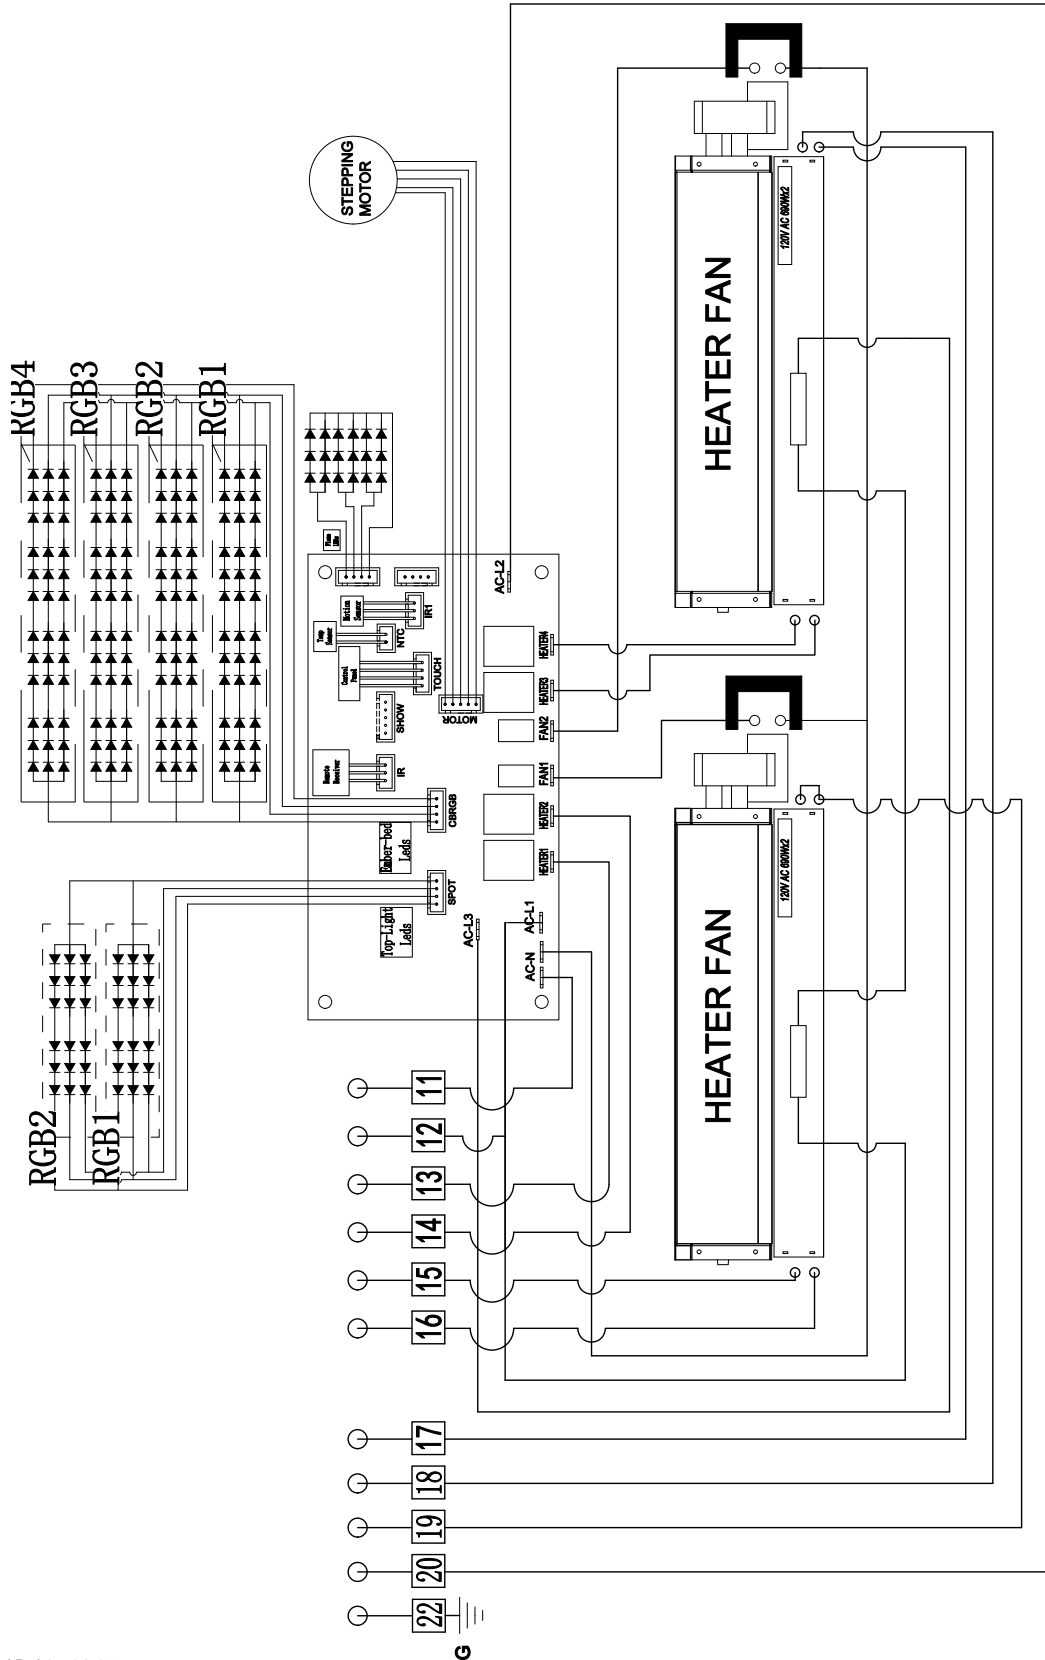 STEPPING
MOTOR
RGB4
RGB3
RGB2
RGB1
HEATER FAN
120V AC 690Wx2
HEATER FAN
120V AC 690Wx2
AC-L2
Motion
Sensor
IR1
Temp
Sensor
NTC
Control
Panel
TOUCH
SHOW
MOTOR
Remote
Receiver
IR
CBRGB
Ember-bed
Leds
SPOT
Top-Light
Leds
HEATER4
HEATER3
FAN2
FAN1
HEATER2
HEATER1
AC-L3
AC-L1
AC-N
RGB2
RGB1
11
12
13
14
15
16
17
18
19
20
22
G